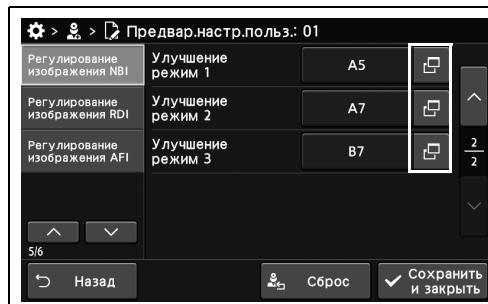 > > Предвар.настр.польз.: 01
Регулирование
изображения NBI
Улучшение
режим 1
A5
Регулирование
изображения RDI
Улучшение
режим 2
A7
Регулирование
изображения AFI
Улучшение
режим 3
B7
2
2
5/6
Назад
Сброс
Сохранить
и закрыть